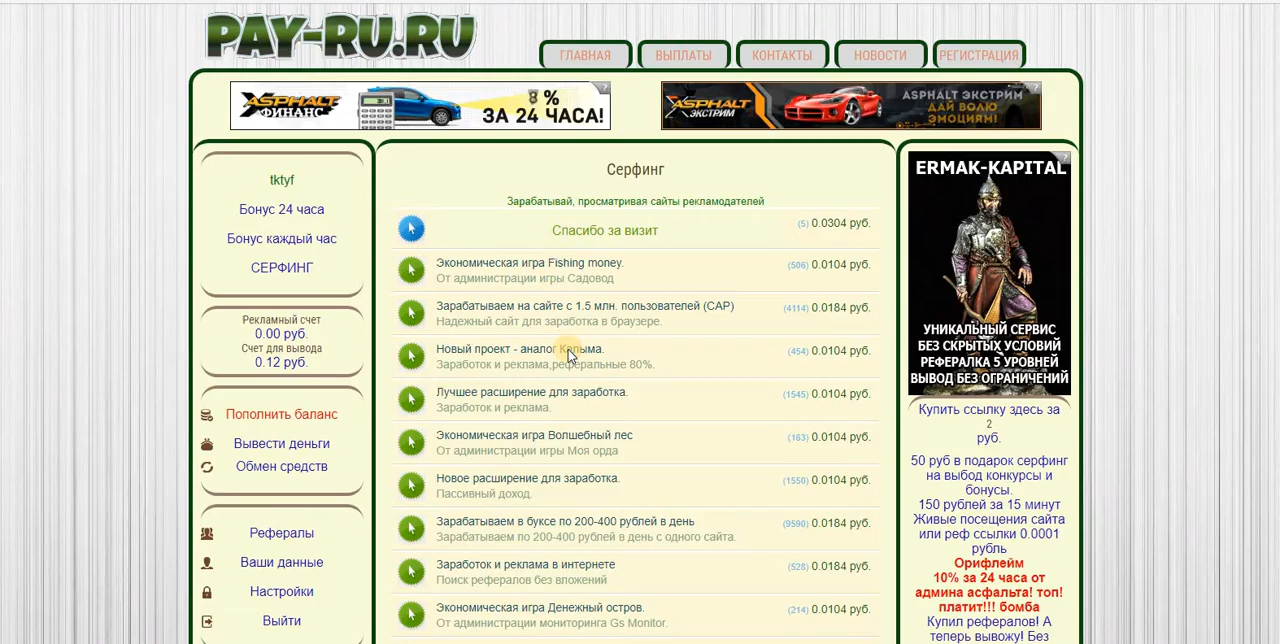 PAY-RU.RU
ГЛАВНАЯ
ВЫПЛАТЫ
КОНТАКТЫ
НОВОСТИ
РЕГИСТРАЦИЯ
ASPHALT
ФИНАНС
8 %
ЗА 24 ЧАСА!
?
ASPHALT
ЭКСТРИМ
ASPHALT ЭКСТРИМ
ДАЙ ВОЛЮ
ЭМОЦИЯМ!
?
tktyf
Бонус 24 часа
Бонус каждый час
СЕРФИНГ
Рекламный счет
0.00 руб.
Счет для вывода
0.12 руб.
Пополнить баланс
Вывести деньги
Обмен средств
Рефералы
Ваши данные
Настройки
Выйти
Серфинг
Зарабатывай, просматривая сайты рекламодателей
Спасибо за визит
(5) 0.0304 руб.
Экономическая игра Fishing money.
(506) 0.0104 руб.
От администрации игры Садовод
Зарабатываем на сайте с 1.5 млн. пользователей (САР)
(4114) 0.0184 руб.
Надежный сайт для заработка в браузере.
Новый проект - аналог Калыма.
(454) 0.0104 руб.
Заработок и реклама,реферальные 80%.
Лучшее расширение для заработка.
(1545) 0.0104 руб.
Заработок и реклама.
Экономическая игра Волшебный лес
(163) 0.0104 руб.
От администрации игры Моя орда
Новое расширение для заработка.
(1550) 0.0104 руб.
Пассивный доход.
Зарабатываем в буксе по 200-400 рублей в день
(9590) 0.0184 руб.
Зарабатываем по 200-400 рублей в день с одного сайта.
Заработок и реклама в интернете
(528) 0.0184 руб.
Поиск рефералов без вложений
Экономическая игра Денежный остров.
(214) 0.0104 руб.
От администрации мониторинга Gs Monitor.
?
ERMAK-KAPITAL
УНИКАЛЬНЫЙ СЕРВИС
БЕЗ СКРЫТЫХ УСЛОВИЙ
РЕФЕРАЛКА 5 УРОВНЕЙ
ВЫВОД БЕЗ ОГРАНИЧЕНИЙ
Купить ссылку здесь за
2
руб.
50 руб в подарок серфинг
на выбод конкурсы и
бонусы.
150 рублей за 15 минут
Живые посещения сайта
или реф ссылки 0.0001
рубль
Орифлейм
10% за 24 часа от
админа асфальта! топ!
платит!!! бомба
Купил рефералов! А
теперь вывожу! Без